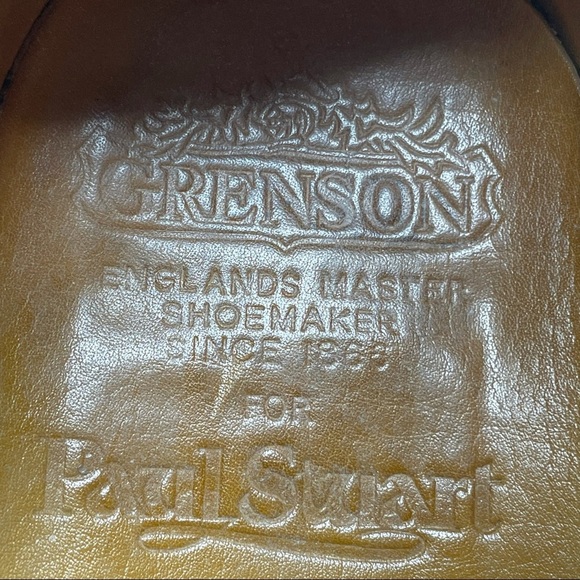 GRENSON
ENGLANDS MASTER
SHOEMAKER
SINCE 1866
FOR
Paul Stuart